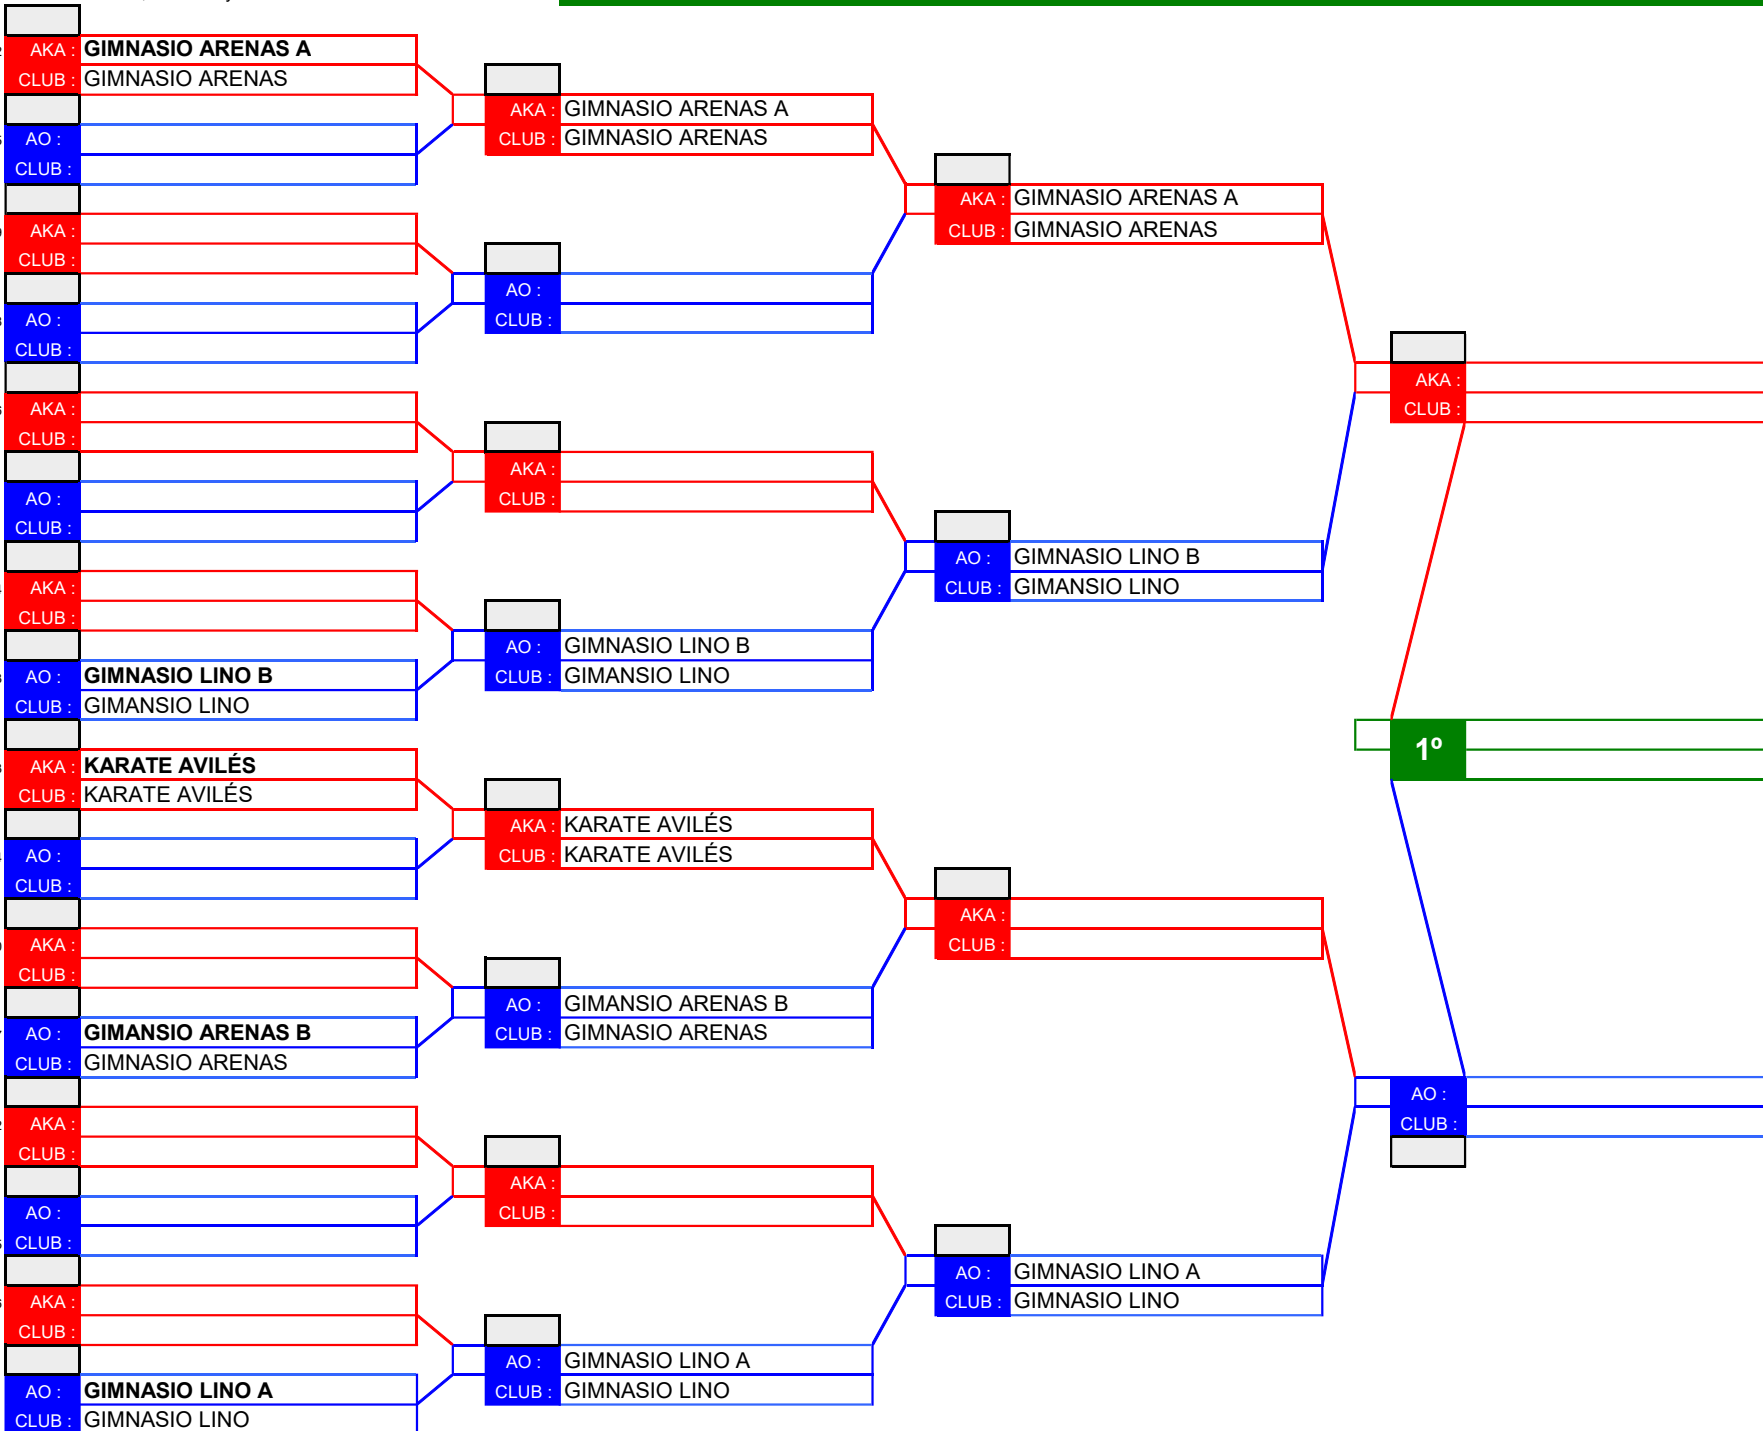 AKA : GIMNASIO ARENAS A
CLUB : GIMNASIO ARENAS
AO :
CLUB :
AKA :
CLUB :
AO :
CLUB :
AKA :
CLUB :
AO :
CLUB :
AKA :
CLUB :
AO : GIMNASIO LINO B
CLUB : GIMANSIO LINO
AKA : KARATE AVILÉS
CLUB : KARATE AVILÉS
AO :
CLUB :
AKA :
CLUB :
AO : GIMANSIO ARENAS B
CLUB : GIMNASIO ARENAS
AKA :
CLUB :
AO :
CLUB :
AKA :
CLUB :
AO : GIMNASIO LINO A
CLUB : GIMNASIO LINO
AKA : GIMNASIO ARENAS A
CLUB : GIMNASIO ARENAS
AO :
CLUB :
AKA :
CLUB :
AO : GIMNASIO LINO B
CLUB : GIMANSIO LINO
AKA : KARATE AVILÉS
CLUB : KARATE AVILÉS
AO : GIMANSIO ARENAS B
CLUB : GIMNASIO ARENAS
AKA :
CLUB :
AO : GIMNASIO LINO A
CLUB : GIMNASIO LINO
AKA : GIMNASIO ARENAS A
CLUB : GIMNASIO ARENAS
AO : GIMNASIO LINO B
CLUB : GIMANSIO LINO
AKA :
CLUB :
AO : GIMNASIO LINO A
CLUB : GIMNASIO LINO
AKA :
CLUB :
1º
AO :
CLUB :